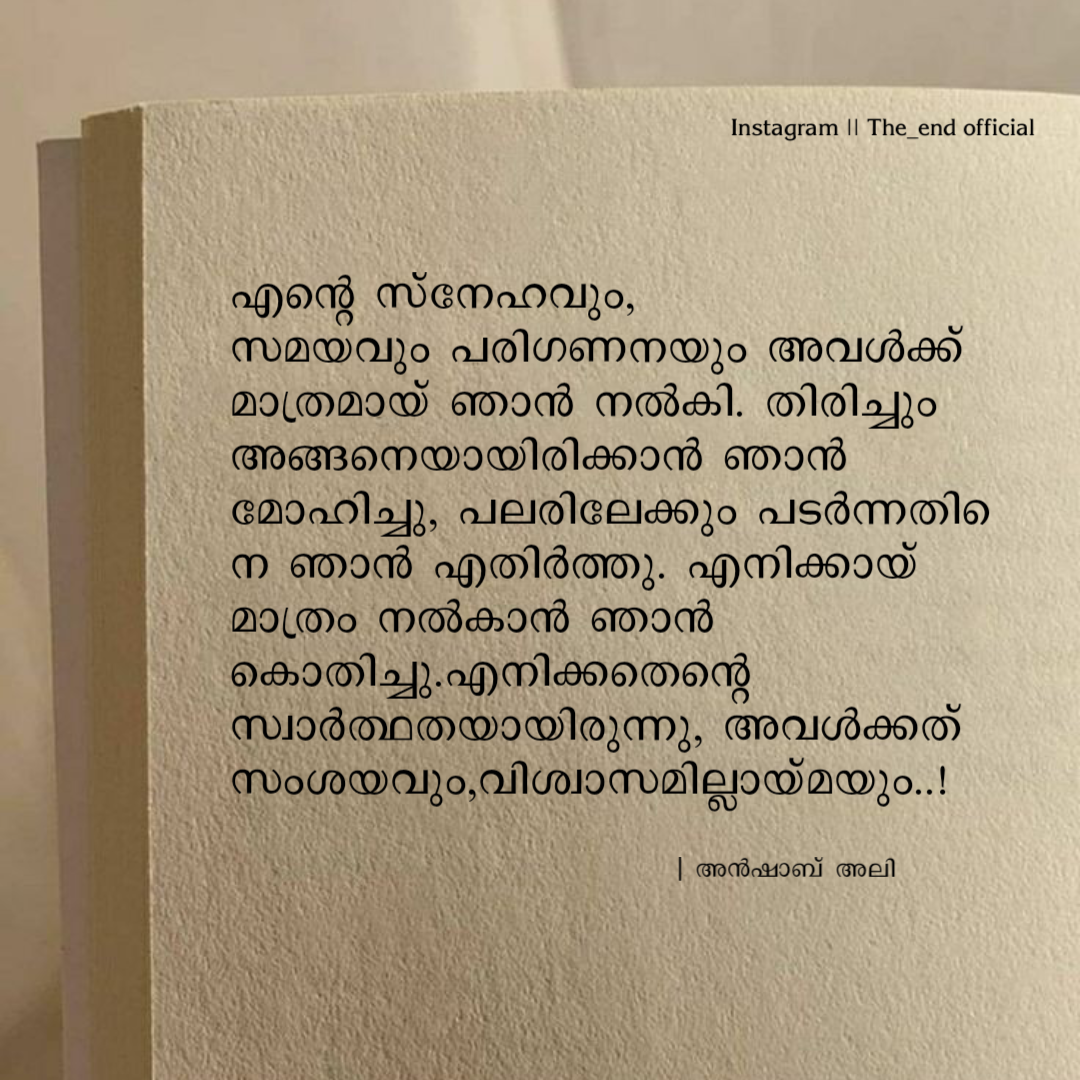 Instagram || The_end official
എന്റെ സ്നേഹവും,
സമയവും പരിഗണനയും അവൾക്ക്
മാത്രമായ് ഞാൻ നൽകി. തിരിച്ചും
അങ്ങനെയായിരിക്കാൻ ഞാൻ
മോഹിച്ചു, പലരിലേക്കും പടർന്നതിനെ
ന ഞാൻ എതിർത്തു. എനിക്കായ്
മാത്രം നൽകാൻ ഞാൻ
കൊതിച്ചു.എനിക്കതെന്റെ
സ്വാർത്ഥതയായിരുന്നു, അവൾക്കത്
സംശയവും,വിശ്വാസമില്ലായ്മയും..!
| അൻഷാബ് അലി